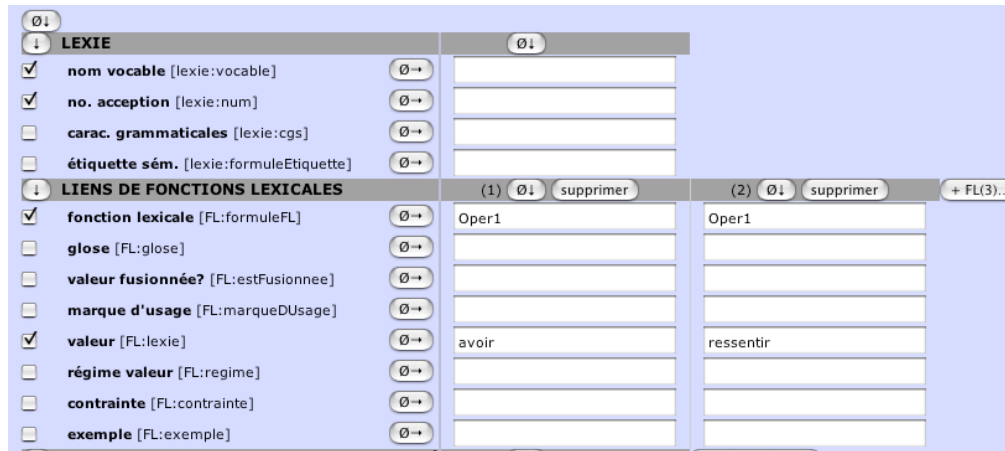 Ø↓
↓ LEXIE Ø↓
nom vocable [lexie:vocable] Ø→
no. acception [lexie:num] Ø→
carac. grammaticales [lexie:cgs] Ø→
étiquette sém. [lexie:formuleEtiquette] Ø→
↓ LIENS DE FONCTIONS LEXICALES (1) Ø↓ supprimer (2) Ø↓ supprimer + FL(3)..
fonction lexicale [FL:formuleFL] Ø→ Oper1 Oper1
glose [FL:glose] Ø→
valeur fusionnée? [FL:estFusionnee] Ø→
marque d'usage [FL:marqueDUsage] Ø→
valeur [FL:lexie] Ø→ avoir ressentir
régime valeur [FL:regime] Ø→
contrainte [FL:contrainte] Ø→
exemple [FL:exemple] Ø→